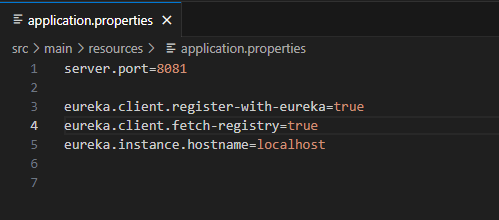 application.properties
src > main > resources > application.properties
1 server.port=8081
2
3 eureka.client.register-with-eureka=true
4 eureka.client.fetch-registry=true
5 eureka.instance.hostname=localhost
6
7